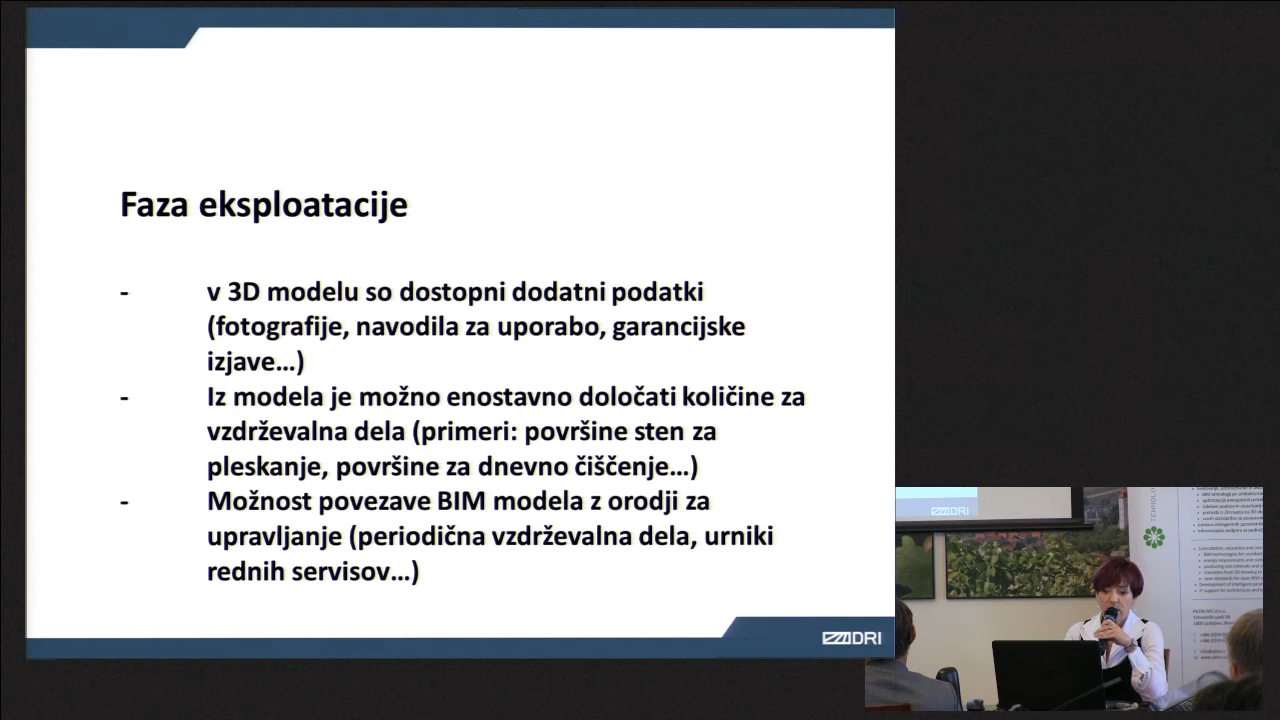 Faza eksploatacije
- v 3D modelu so dostopni dodatni podatki
(fotografije, navodila za uporabo, garancijske
izjave...)
- Iz modela je možno enostavno določati količine za
vzdrževalna dela (primeri: površine sten za
pleskanje, površine za dnevno čiščenje...)
- Možnost povezave BIM modela z orodji za
upravljanje (periodična vzdrževalna dela, urniki
rednih servisov...)
DRI
DRI
TEHNOLO